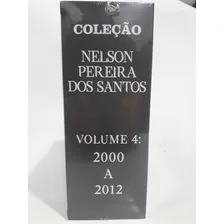 COLEÇÃO
NELSON
PEREIRA
DOS SANTOS
VOLUME 4:
2000
A
2012